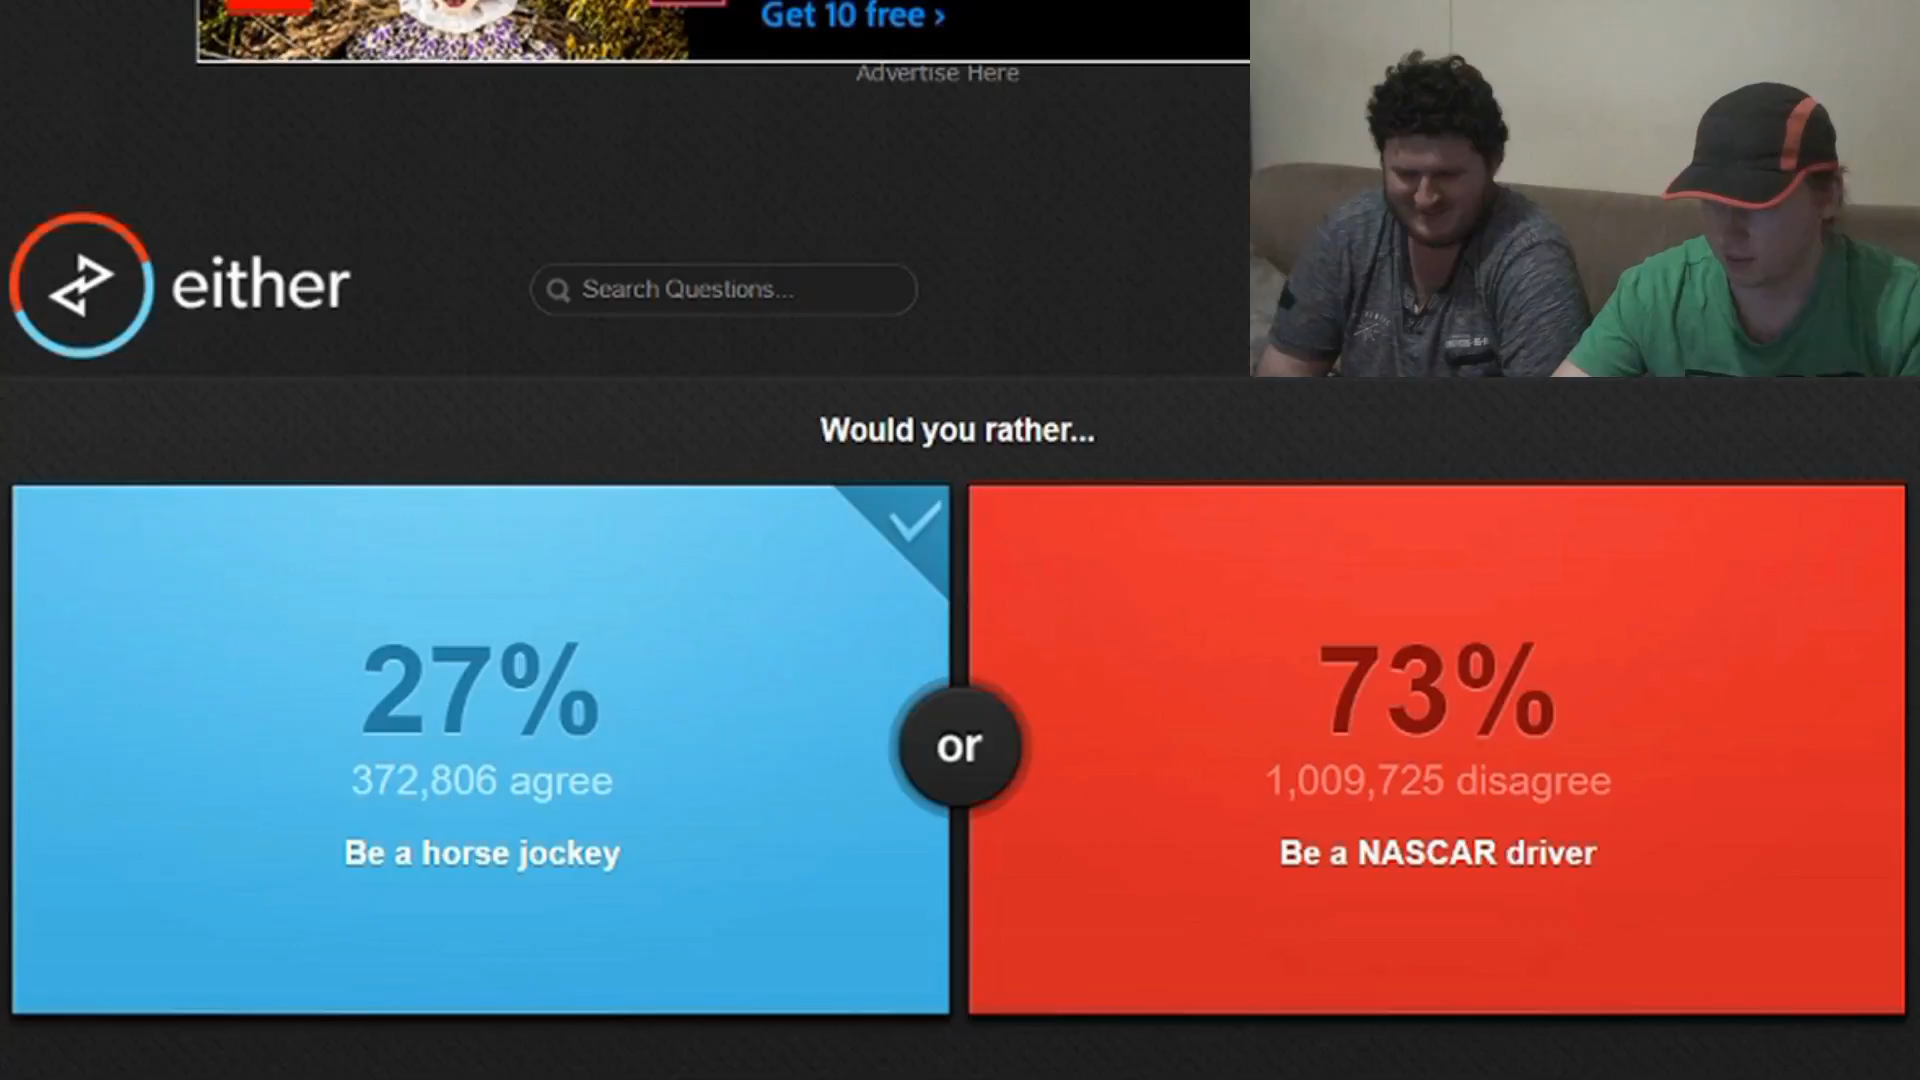 Get 10 free ›
Advertise Here
either
Search Questions...
Would you rather...
27%
372,806 agree
Be a horse jockey
or
73%
1,009,725 disagree
Be a NASCAR driver